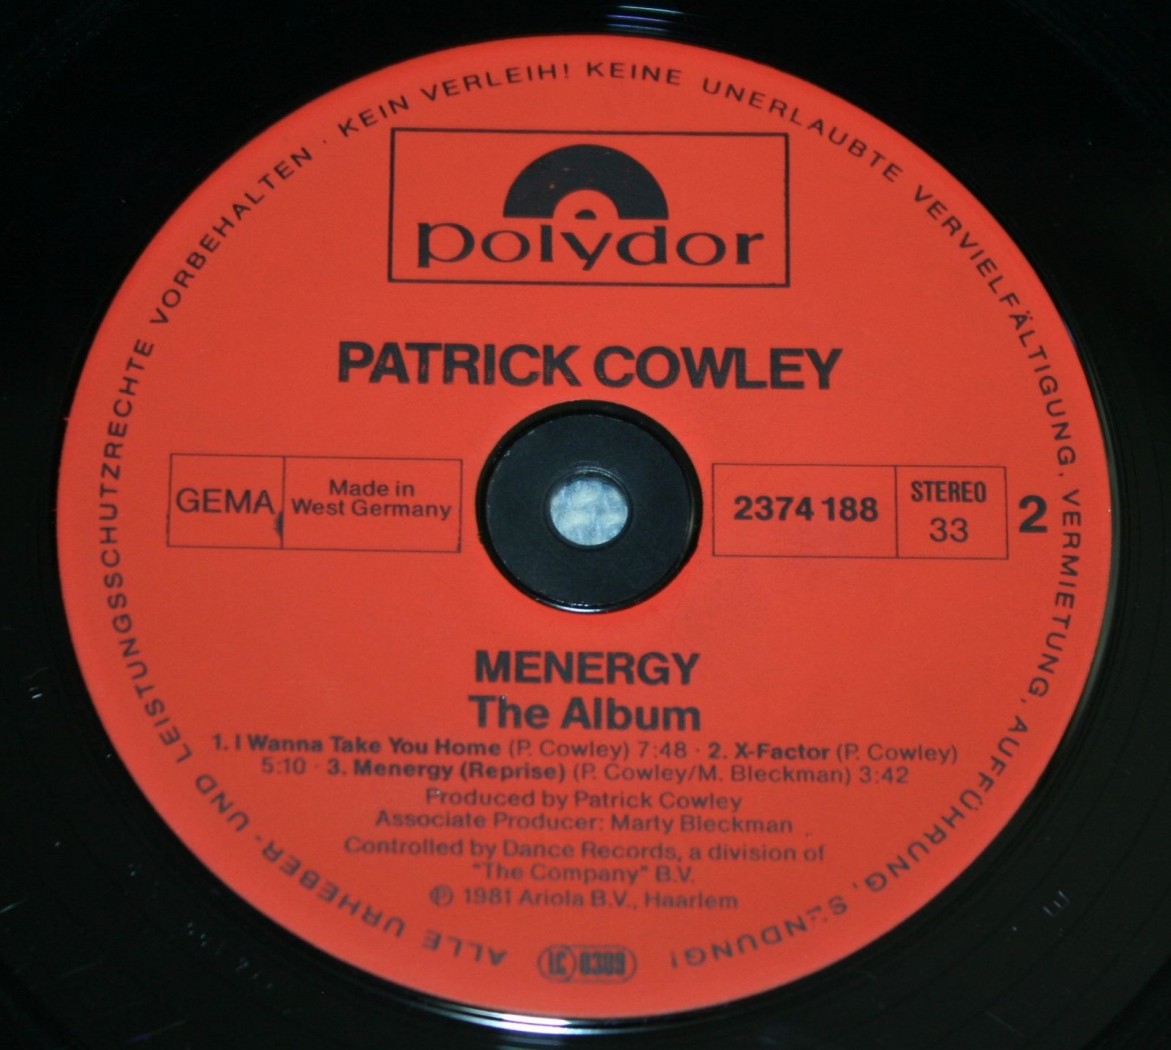 ALLE URHEBER- UND LEISTUNGSSCHUTZRECHTE VORBEHALTEN · KEIN VERLEIH! KEINE UNERLAUBTE VERVIELFÄLTIGUNG, VERMIETUNG, AUFFÜHRUNG, SENDUNG!
polydor
PATRICK COWLEY
GEMA
Made in
West Germany
2374 188
STEREO
33
2
MENERGY
The Album
1. I Wanna Take You Home (P. Cowley) 7:48 · 2. X-Factor (P. Cowley)
5:10 · 3. Menergy (Reprise) (P. Cowley/M. Bleckman) 3:42
Produced by Patrick Cowley
Associate Producer: Marty Bleckman
Controlled by Dance Records, a division of
"The Company" B.V.
℗ 1981 Ariola B.V., Haarlem
LC 0309